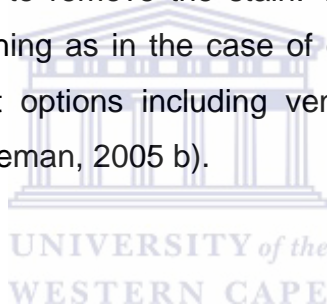 to remove the stain.
ning as in the case of
t options including ver
eman, 2005 b).
UNIVERSITY of the
WESTERN CAPE